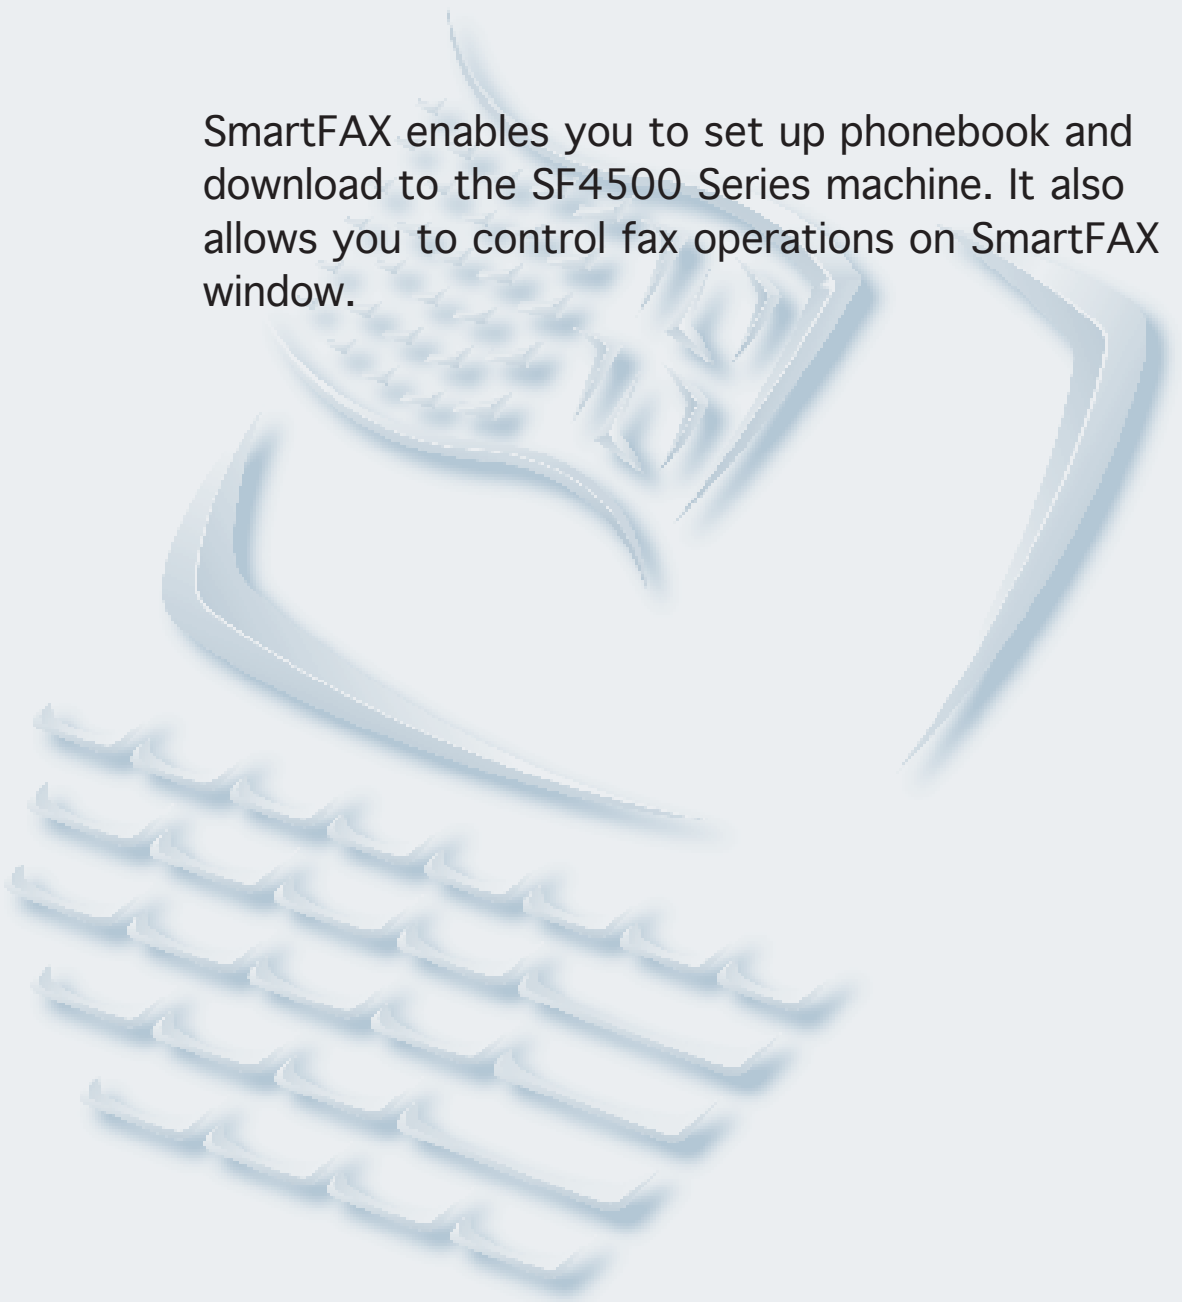 SmartFAX enables you to set up phonebook and
download to the SF4500 Series machine. It also
allows you to control fax operations on SmartFAX
window.